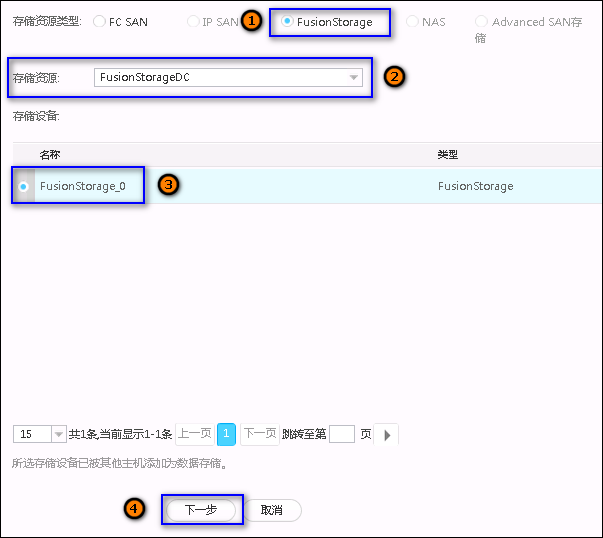 存储资源类型: FC SAN IP SAN 1 FusionStorage NAS Advanced SAN存
储
存储资源: FusionStorageDC 2
存储设备:
名称 类型
FusionStorage_0 3 FusionStorage
15 共1条,当前显示1-1条 上一页 1 下一页 跳转至第 页
所选存储设备已被其他主机添加为数据存储。
4 下一步 取消